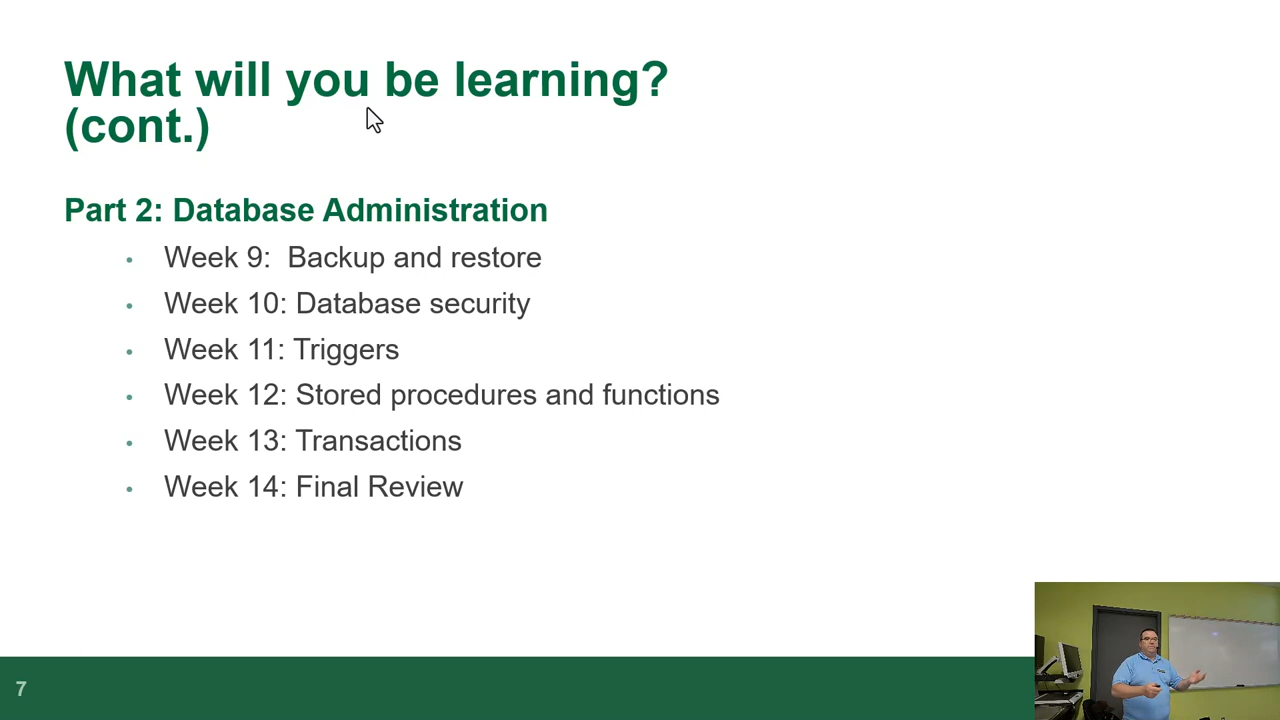 What will you be learning?
(cont.)
Part 2: Database Administration
• Week 9:  Backup and restore
• Week 10: Database security
• Week 11: Triggers
• Week 12: Stored procedures and functions
• Week 13: Transactions
• Week 14: Final Review
7